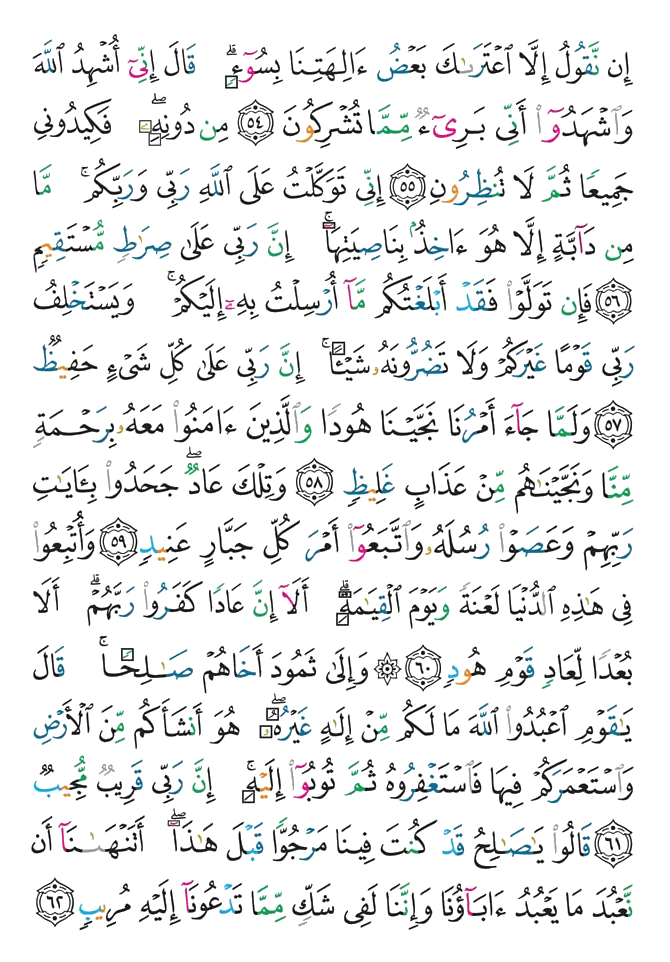 إِن نَّقُولُ إِلَّا ٱعْتَرَىٰكَ بَعْضُ ءَالِهَتِنَا بِسُوٓءٍ ۗ قَالَ إِنِّىٓ أُشْهِدُ ٱللَّهَ
وَٱشْهَدُوٓا۟ أَنِّى بَرِىٓءٌ مِّمَّا تُشْرِكُونَ ﴿٥٤﴾ مِن دُونِهِۦ ۖ فَكِيدُونِى
جَمِيعًا ثُمَّ لَا تُنظِرُونِ ﴿٥٥﴾ إِنِّى تَوَكَّلْتُ عَلَى ٱللَّهِ رَبِّى وَرَبِّكُم ۚ مَّا
مِن دَآبَّةٍ إِلَّا هُوَ ءَاخِذٌۢ بِنَاصِيَتِهَآ ۚ إِنَّ رَبِّى عَلَىٰ صِرَٰطٍ مُّسْتَقِيمٍ
﴿٥٦﴾ فَإِن تَوَلَّوْا۟ فَقَدْ أَبْلَغْتُكُم مَّآ أُرْسِلْتُ بِهِۦٓ إِلَيْكُمْ ۚ وَيَسْتَخْلِفُ
رَبِّى قَوْمًا غَيْرَكُمْ وَلَا تَضُرُّونَهُۥ شَيْـًٔا ۚ إِنَّ رَبِّى عَلَىٰ كُلِّ شَىْءٍ حَفِيظٌ
﴿٥٧﴾ وَلَمَّا جَآءَ أَمْرُنَا نَجَّيْنَا هُودًا وَٱلَّذِينَ ءَامَنُوا۟ مَعَهُۥ بِرَحْمَةٍ
مِّنَّا وَنَجَّيْنَٰهُم مِّنْ عَذَابٍ غَلِيظٍ ﴿٥٨﴾ وَتِلْكَ عَادٌ ۖ جَحَدُوا۟ بِـَٔايَٰتِ
رَبِّهِمْ وَعَصَوْا۟ رُسُلَهُۥ وَٱتَّبَعُوٓا۟ أَمْرَ كُلِّ جَبَّارٍ عَنِيدٍ ﴿٥٩﴾ وَأُتْبِعُوا۟
فِى هَٰذِهِ ٱلدُّنْيَا لَعْنَةً وَيَوْمَ ٱلْقِيَٰمَةِ ۗ أَلَآ إِنَّ عَادًا كَفَرُوا۟ رَبَّهُمْ ۗ أَلَا
بُعْدًا لِّعَادٍ قَوْمِ هُودٍ ﴿٦٠﴾ ۞ وَإِلَىٰ ثَمُودَ أَخَاهُمْ صَٰلِحًا ۚ قَالَ
يَٰقَوْمِ ٱعْبُدُوا۟ ٱللَّهَ مَا لَكُم مِّنْ إِلَٰهٍ غَيْرُهُۥ ۖ هُوَ أَنشَأَكُم مِّنَ ٱلْأَرْضِ
وَٱسْتَعْمَرَكُمْ فِيهَا فَٱسْتَغْفِرُوهُ ثُمَّ تُوبُوٓا۟ إِلَيْهِ ۚ إِنَّ رَبِّى قَرِيبٌ مُّجِيبٌ
﴿٦١﴾ قَالُوا۟ يَٰصَٰلِحُ قَدْ كُنتَ فِينَا مَرْجُوًّا قَبْلَ هَٰذَآ ۖ أَتَنْهَىٰنَآ أَن
نَّعْبُدَ مَا يَعْبُدُ ءَابَآؤُنَا وَإِنَّنَا لَفِى شَكٍّ مِّمَّا تَدْعُونَآ إِلَيْهِ مُرِيبٍ ﴿٦٢﴾